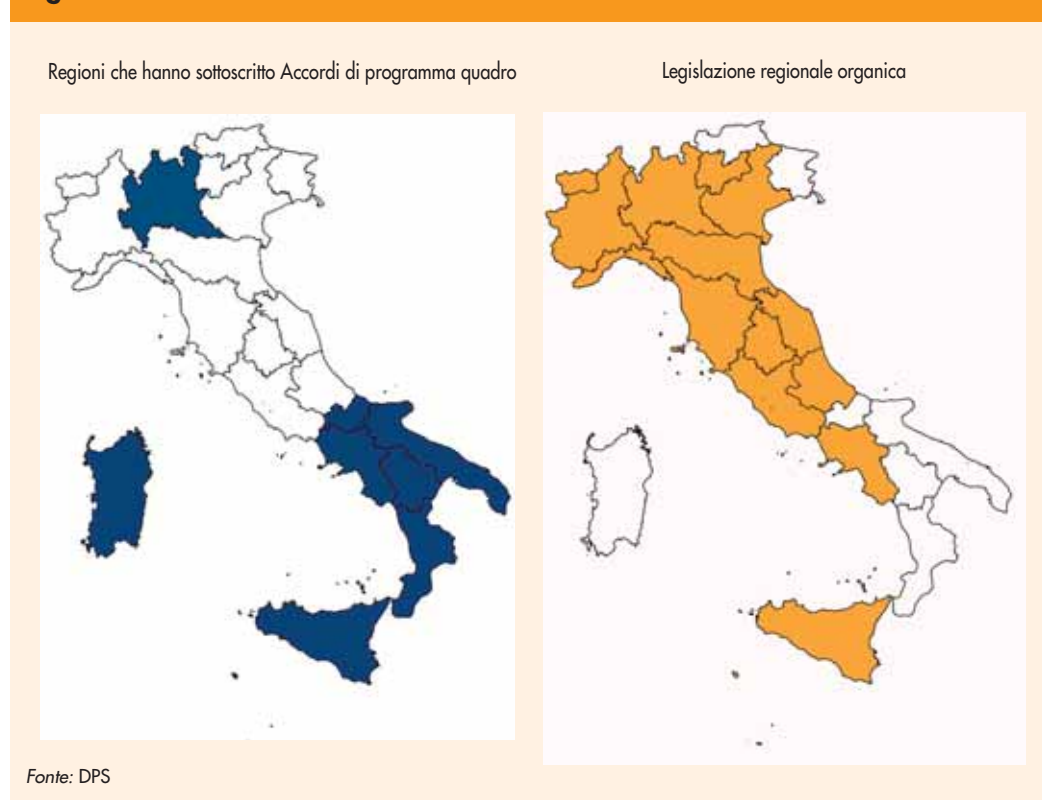 Regioni che hanno sottoscritto Accordi di programma quadro
Legislazione regionale organica
Fonte: DPS